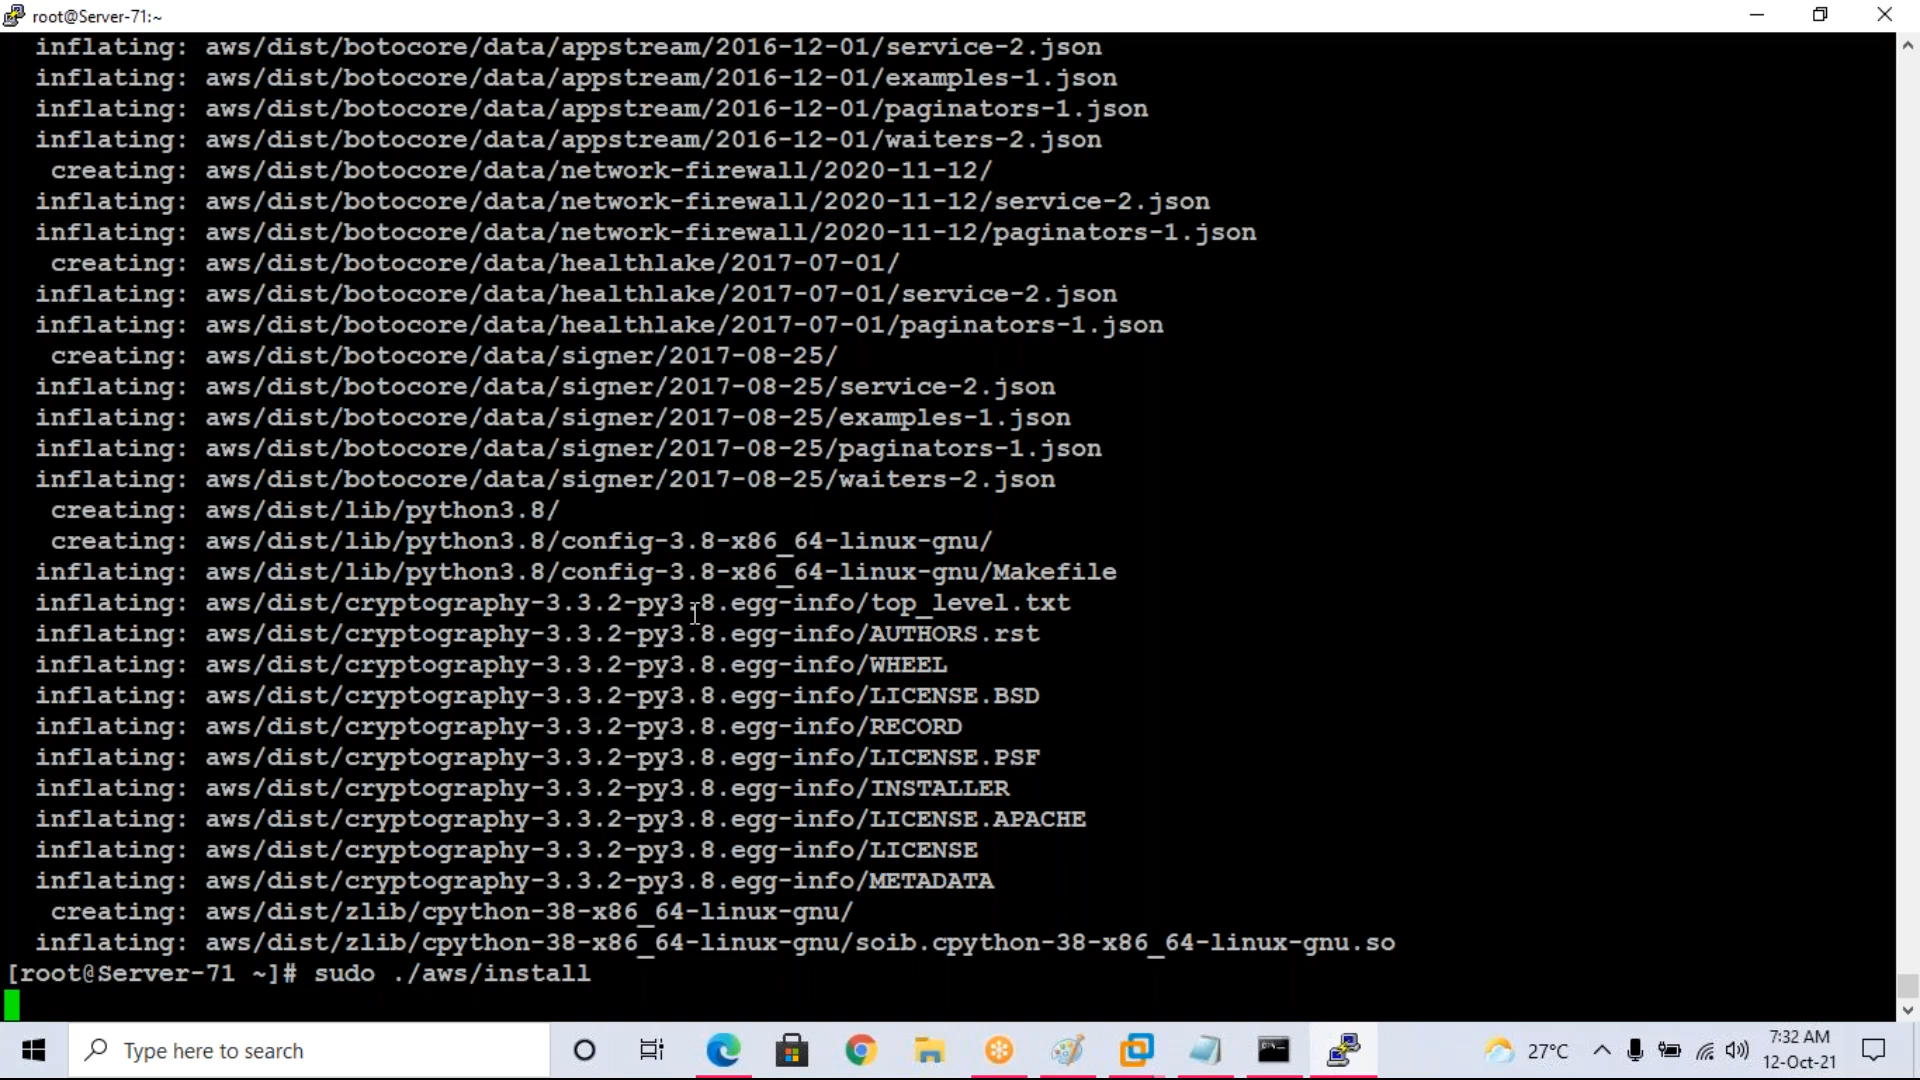 root@Server-71:~
inflating: aws/dist/botocore/data/appstream/2016-12-01/service-2.json
inflating: aws/dist/botocore/data/appstream/2016-12-01/examples-1.json
inflating: aws/dist/botocore/data/appstream/2016-12-01/paginators-1.json
inflating: aws/dist/botocore/data/appstream/2016-12-01/waiters-2.json
creating: aws/dist/botocore/data/network-firewall/2020-11-12/
inflating: aws/dist/botocore/data/network-firewall/2020-11-12/service-2.json
inflating: aws/dist/botocore/data/network-firewall/2020-11-12/paginators-1.json
creating: aws/dist/botocore/data/healthlake/2017-07-01/
inflating: aws/dist/botocore/data/healthlake/2017-07-01/service-2.json
inflating: aws/dist/botocore/data/healthlake/2017-07-01/paginators-1.json
creating: aws/dist/botocore/data/signer/2017-08-25/
inflating: aws/dist/botocore/data/signer/2017-08-25/service-2.json
inflating: aws/dist/botocore/data/signer/2017-08-25/examples-1.json
inflating: aws/dist/botocore/data/signer/2017-08-25/paginators-1.json
inflating: aws/dist/botocore/data/signer/2017-08-25/waiters-2.json
creating: aws/dist/lib/python3.8/
creating: aws/dist/lib/python3.8/config-3.8-x86_64-linux-gnu/
inflating: aws/dist/lib/python3.8/config-3.8-x86_64-linux-gnu/Makefile
inflating: aws/dist/cryptography-3.3.2-py3.8.egg-info/top_level.txt
inflating: aws/dist/cryptography-3.3.2-py3.8.egg-info/AUTHORS.rst
inflating: aws/dist/cryptography-3.3.2-py3.8.egg-info/WHEEL
inflating: aws/dist/cryptography-3.3.2-py3.8.egg-info/LICENSE.BSD
inflating: aws/dist/cryptography-3.3.2-py3.8.egg-info/RECORD
inflating: aws/dist/cryptography-3.3.2-py3.8.egg-info/LICENSE.PSF
inflating: aws/dist/cryptography-3.3.2-py3.8.egg-info/INSTALLER
inflating: aws/dist/cryptography-3.3.2-py3.8.egg-info/LICENSE.APACHE
inflating: aws/dist/cryptography-3.3.2-py3.8.egg-info/LICENSE
inflating: aws/dist/cryptography-3.3.2-py3.8.egg-info/METADATA
creating: aws/dist/zlib/cpython-38-x86_64-linux-gnu/
inflating: aws/dist/zlib/cpython-38-x86_64-linux-gnu/soib.cpython-38-x86_64-linux-gnu.so
[root@Server-71 ~]# sudo ./aws/install
Type here to search
27°C
7:32 AM
12-Oct-21